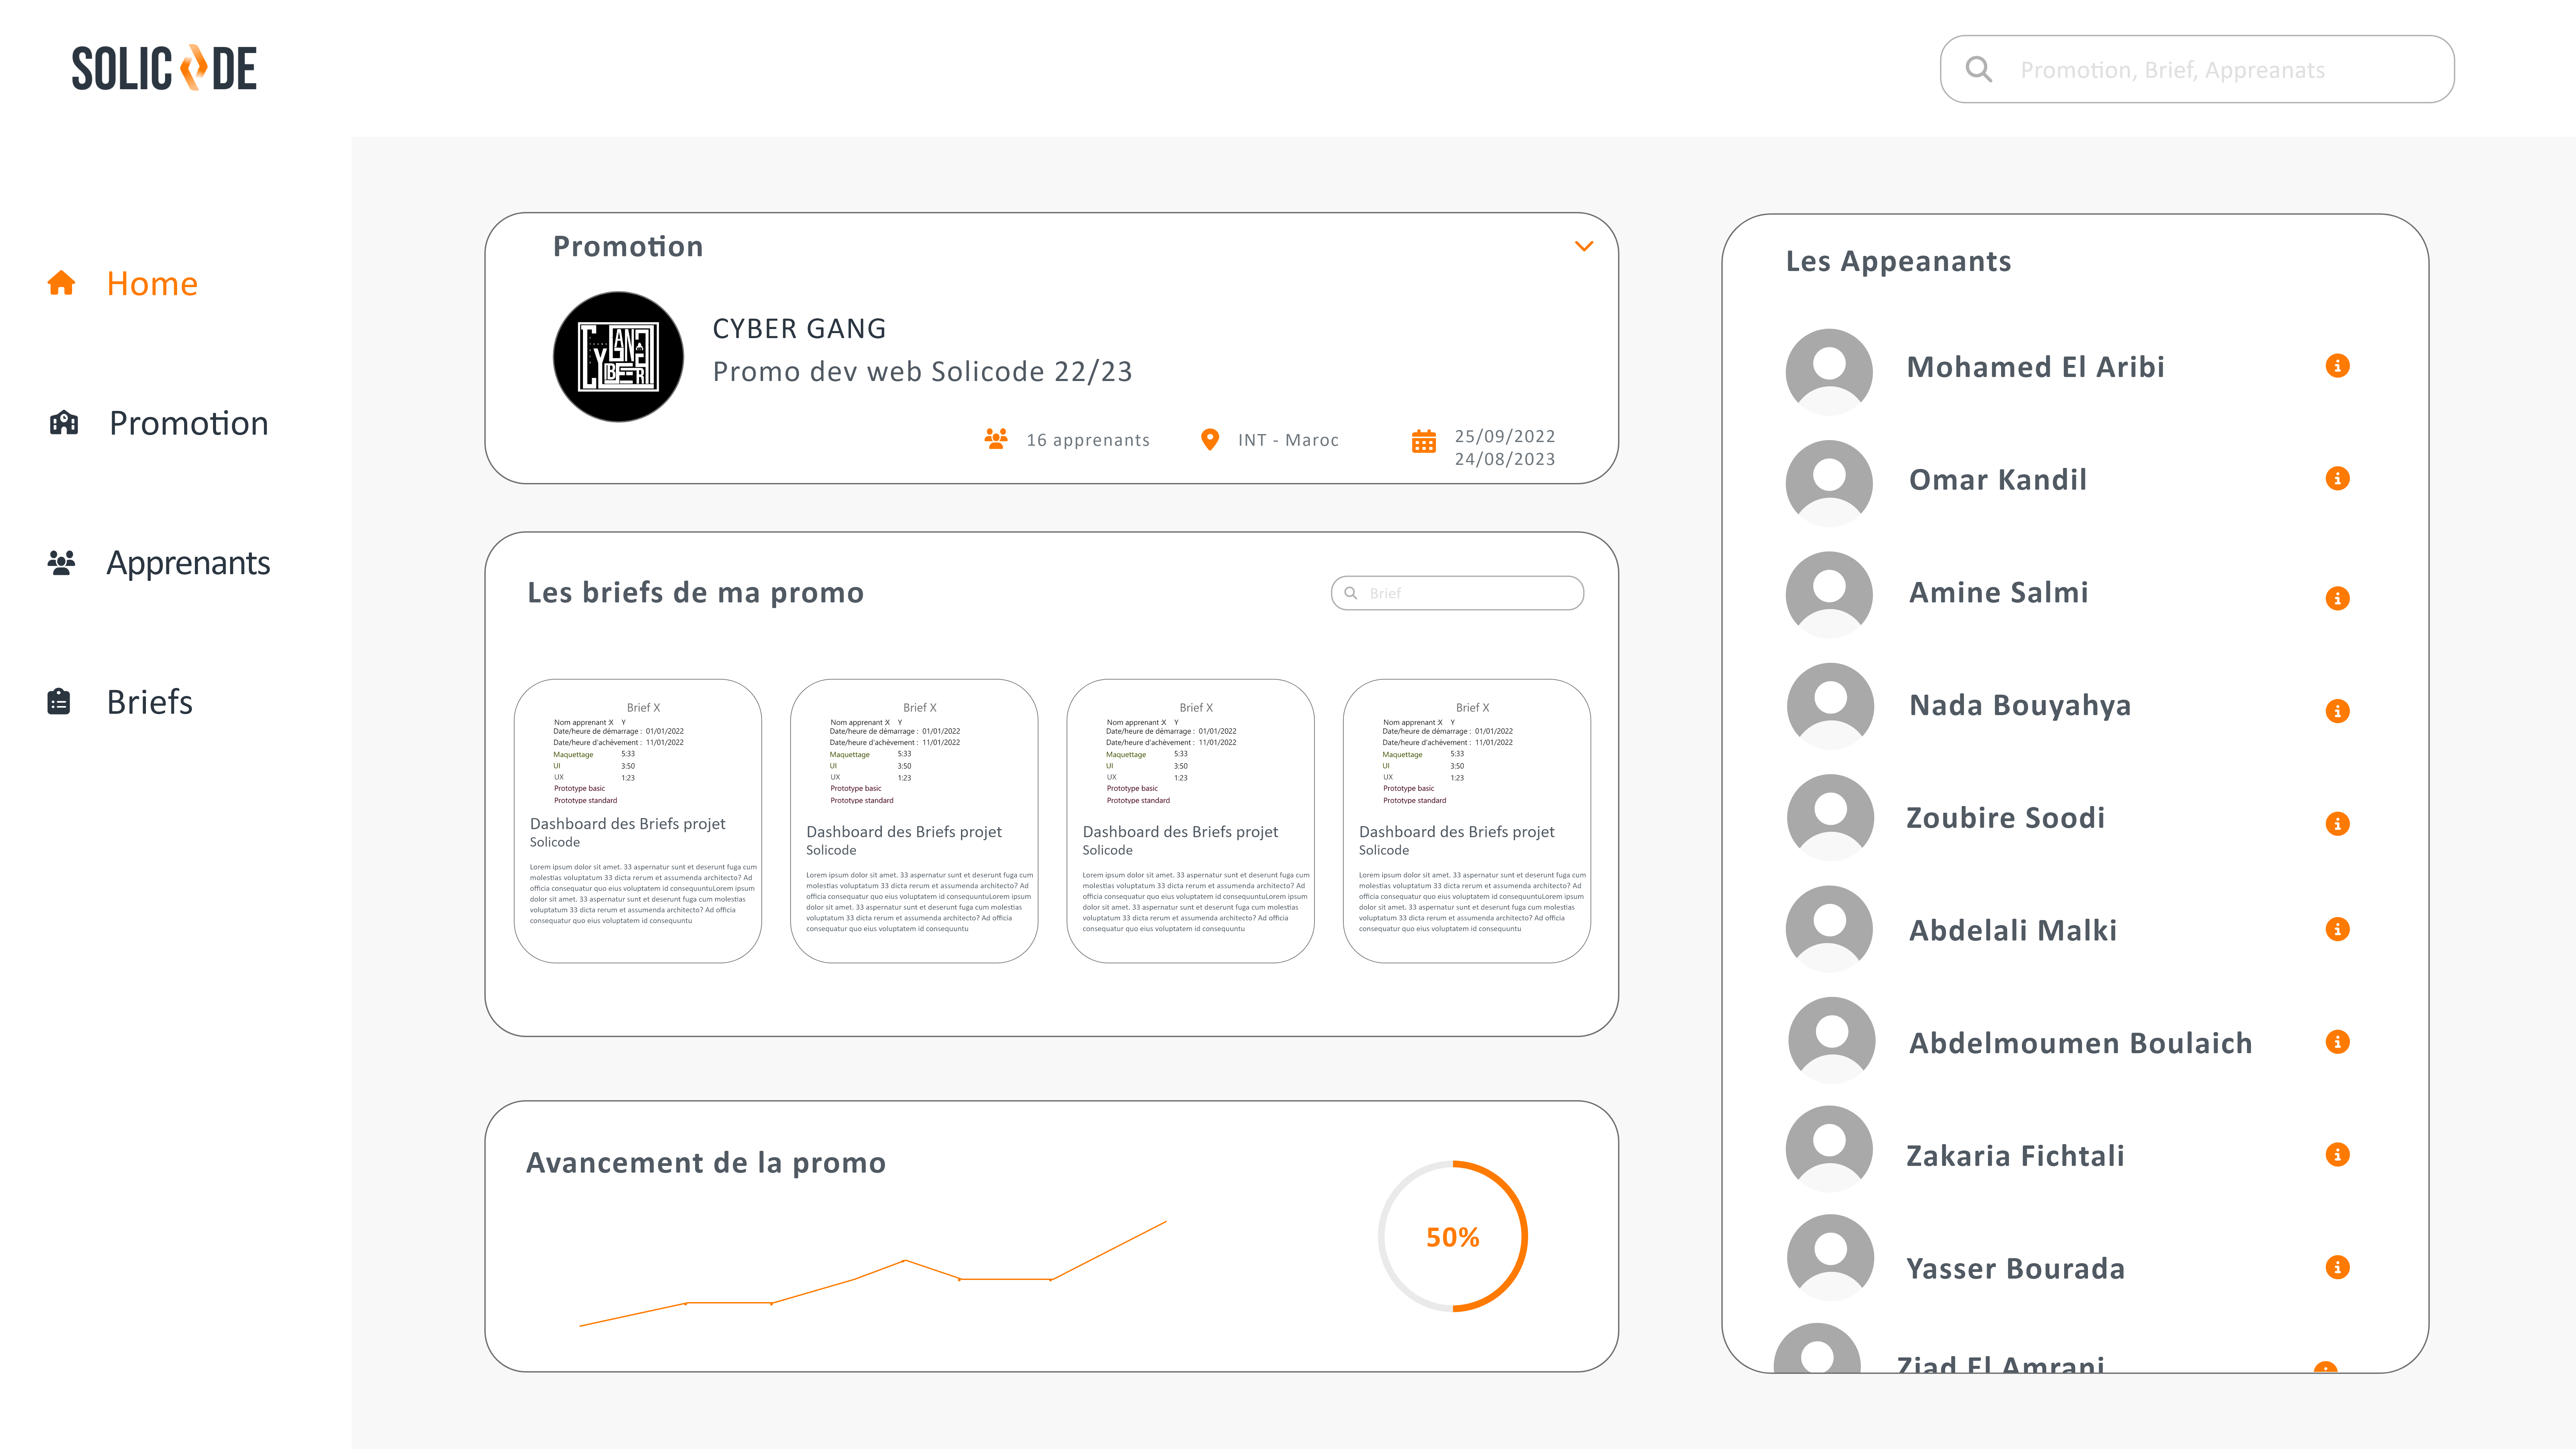 SOLICODE
Promotion, Brief, Appreanats
Home
Promotion
Apprenants
Briefs
Promotion
CYBER GANG
CYBER GANG
Promo dev web Solicode 22/23
16 apprenants
INT - Maroc
25/09/2022
24/08/2023
Les briefs de ma promo
Brief
Brief X
Nom apprenant :X Y
Date/heure de démarrage : 01/01/2022
Date/heure d'achèvement : 11/01/2022
Maquettage 5:33
UI 3:50
UX 1:23
Prototype basic
Prototype standard
Dashboard des Briefs projet
Solicode
Lorem ipsum dolor sit amet. 33 aspernatur sunt et deserunt fuga cum
molestias voluptatum 33 dicta rerum et assumenda architecto? Ad
officia consequatur quo eius voluptatem id consequuntuLorem ipsum
dolor sit amet. 33 aspernatur sunt et deserunt fuga cum molestias
voluptatum 33 dicta rerum et assumenda architecto? Ad officia
consequatur quo eius voluptatem id consequuntu
Brief X
Nom apprenant :X Y
Date/heure de démarrage : 01/01/2022
Date/heure d'achèvement : 11/01/2022
Maquettage 5:33
UI 3:50
UX 1:23
Prototype basic
Prototype standard
Dashboard des Briefs projet
Solicode
Lorem ipsum dolor sit amet. 33 aspernatur sunt et deserunt fuga cum
molestias voluptatum 33 dicta rerum et assumenda architecto? Ad
officia consequatur quo eius voluptatem id consequuntuLorem ipsum
dolor sit amet. 33 aspernatur sunt et deserunt fuga cum molestias
voluptatum 33 dicta rerum et assumenda architecto? Ad officia
consequatur quo eius voluptatem id consequuntu
Brief X
Nom apprenant :X Y
Date/heure de démarrage : 01/01/2022
Date/heure d'achèvement : 11/01/2022
Maquettage 5:33
UI 3:50
UX 1:23
Prototype basic
Prototype standard
Dashboard des Briefs projet
Solicode
Lorem ipsum dolor sit amet. 33 aspernatur sunt et deserunt fuga cum
molestias voluptatum 33 dicta rerum et assumenda architecto? Ad
officia consequatur quo eius voluptatem id consequuntuLorem ipsum
dolor sit amet. 33 aspernatur sunt et deserunt fuga cum molestias
voluptatum 33 dicta rerum et assumenda architecto? Ad officia
consequatur quo eius voluptatem id consequuntu
Brief X
Nom apprenant :X Y
Date/heure de démarrage : 01/01/2022
Date/heure d'achèvement : 11/01/2022
Maquettage 5:33
UI 3:50
UX 1:23
Prototype basic
Prototype standard
Dashboard des Briefs projet
Solicode
Lorem ipsum dolor sit amet. 33 aspernatur sunt et deserunt fuga cum
molestias voluptatum 33 dicta rerum et assumenda architecto? Ad
officia consequatur quo eius voluptatem id consequuntuLorem ipsum
dolor sit amet. 33 aspernatur sunt et deserunt fuga cum molestias
voluptatum 33 dicta rerum et assumenda architecto? Ad officia
consequatur quo eius voluptatem id consequuntu
Avancement de la promo
50%
Les Appeanants
Mohamed El Aribi
Omar Kandil
Amine Salmi
Nada Bouyahya
Zoubire Soodi
Abdelali Malki
Abdelmoumen Boulaich
Zakaria Fichtali
Yasser Bourada
Ziad El Amrani